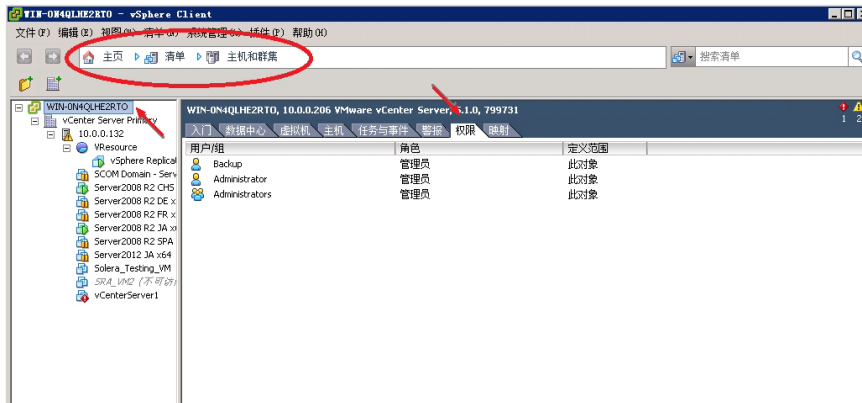 WIN-0N4QLHE2RTO - vSphere Client
文件(F) 编辑(E) 视图(V) 清单(N) 系统管理(A) 插件(P) 帮助(H)
主页 清单 主机和群集
搜索清单
WIN-0N4QLHE2RTO
vCenter Server Primary
10.0.0.132
VResource
vSphere Replicat
SCOM Domain - Serv
Server2008 R2 CHS
Server2008 R2 DE x
Server2008 R2 FR x
Server2008 R2 JA x
Server2008 R2 SPA
Server2012 JA x64
Solera_Testing_VM
SRA_VM2 (不可访
vCenterServer1
WIN-0N4QLHE2RTO, 10.0.0.206 VMware vCenter Server, 5.1.0, 799731
1 2
入门 数据中心 虚拟机 主机 任务与事件 警报 权限 映射
用户/组 角色 定义范围
Backup 管理员 此对象
Administrator 管理员 此对象
Administrators 管理员 此对象